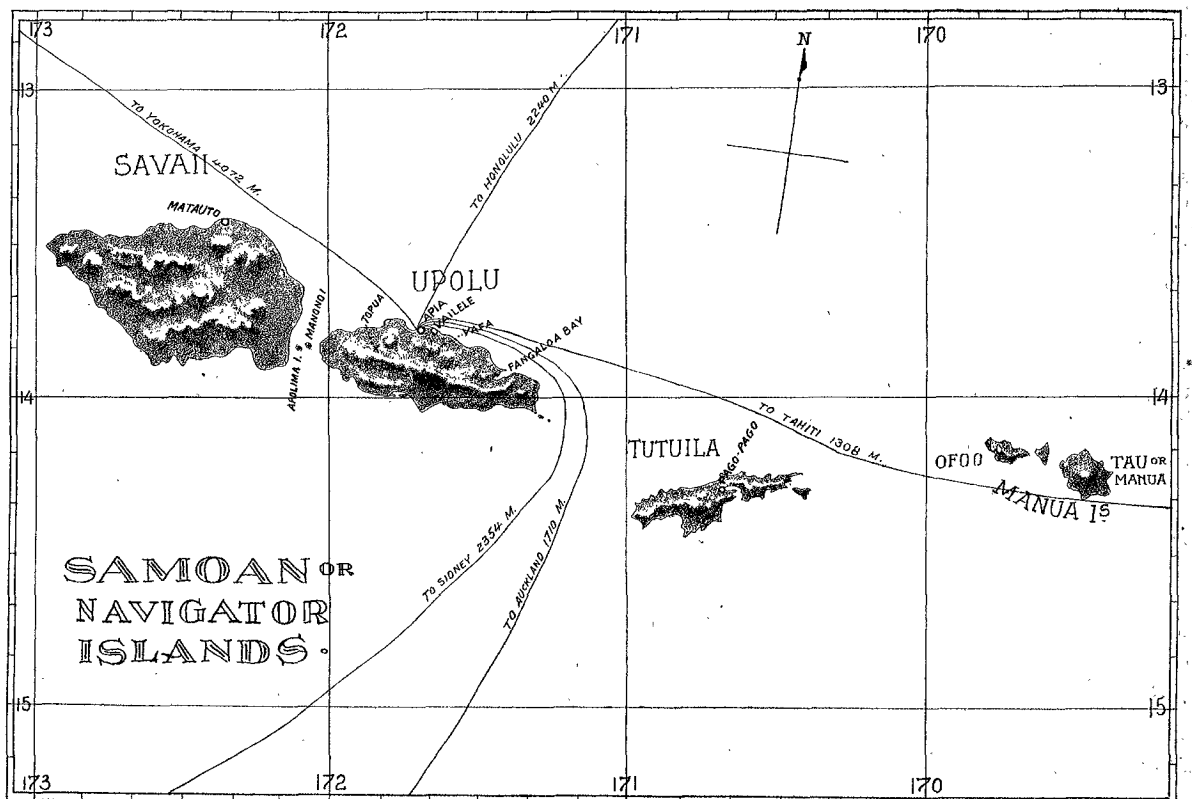 173 172 171 170
N
13 13
TO YOKOHAMA 4072 M.
TO HONOLULU 2240 M.
SAVAII
MATAUTO
UPOLU
TOPUA
APIA
VAILELE
FANGALOA BAY
APOLIMA I.S & MANONO I
14 14
TO TAHITI 1308 M.
TUTUILA
PAGO-PAGO
OFOO
TAU OR
MANUA
MANUA IS
TO SIDNEY 2354 M.
TO AUCKLAND 1710 M.
SAMOAN OR
NAVIGATOR
ISLANDS.
15 15
173 172 171 170